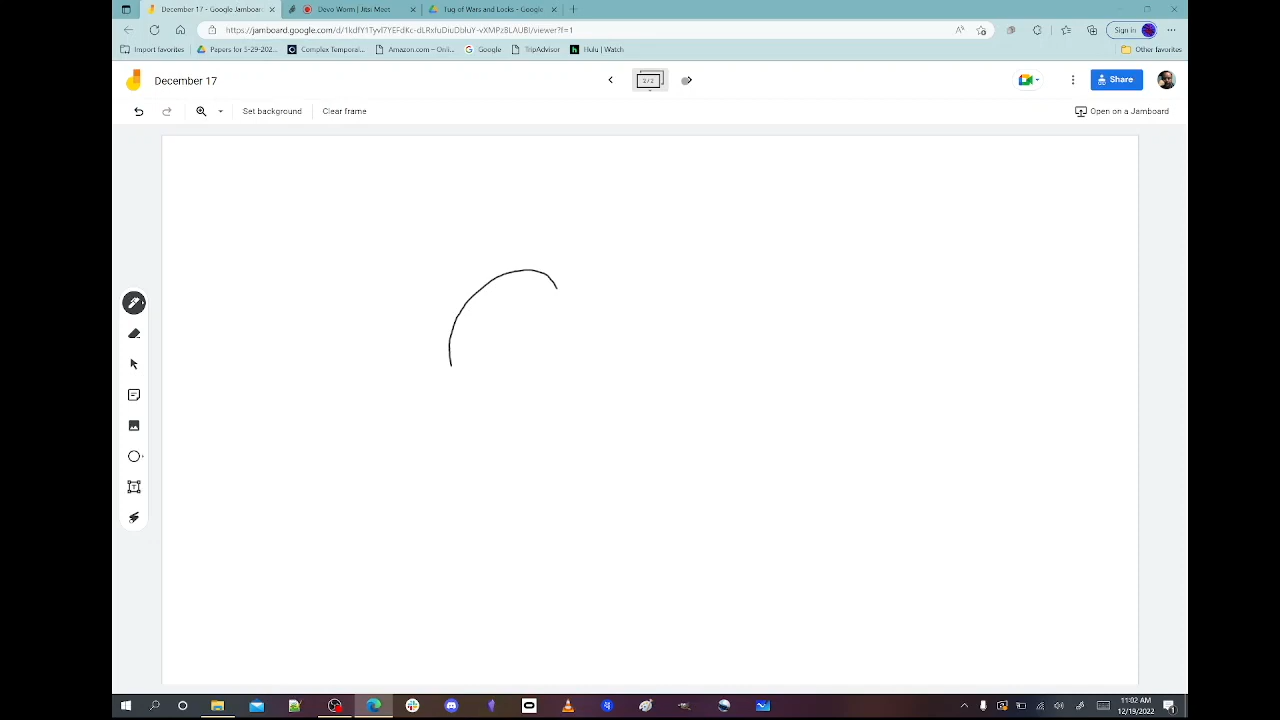 December 17 - Google Jamboard
Devo Worm | Jitsi Meet
Tug of Wars and Locks - Google
Sign in
Import favorites
Papers for 5-29-202...
Complex Temporal...
Amazon.com – Onli...
Google
TripAdvisor
Hulu | Watch
Other favorites
December 17
2/2
Share
Set background
Clear frame
Open on a Jamboard
11:02 AM
12/19/2022